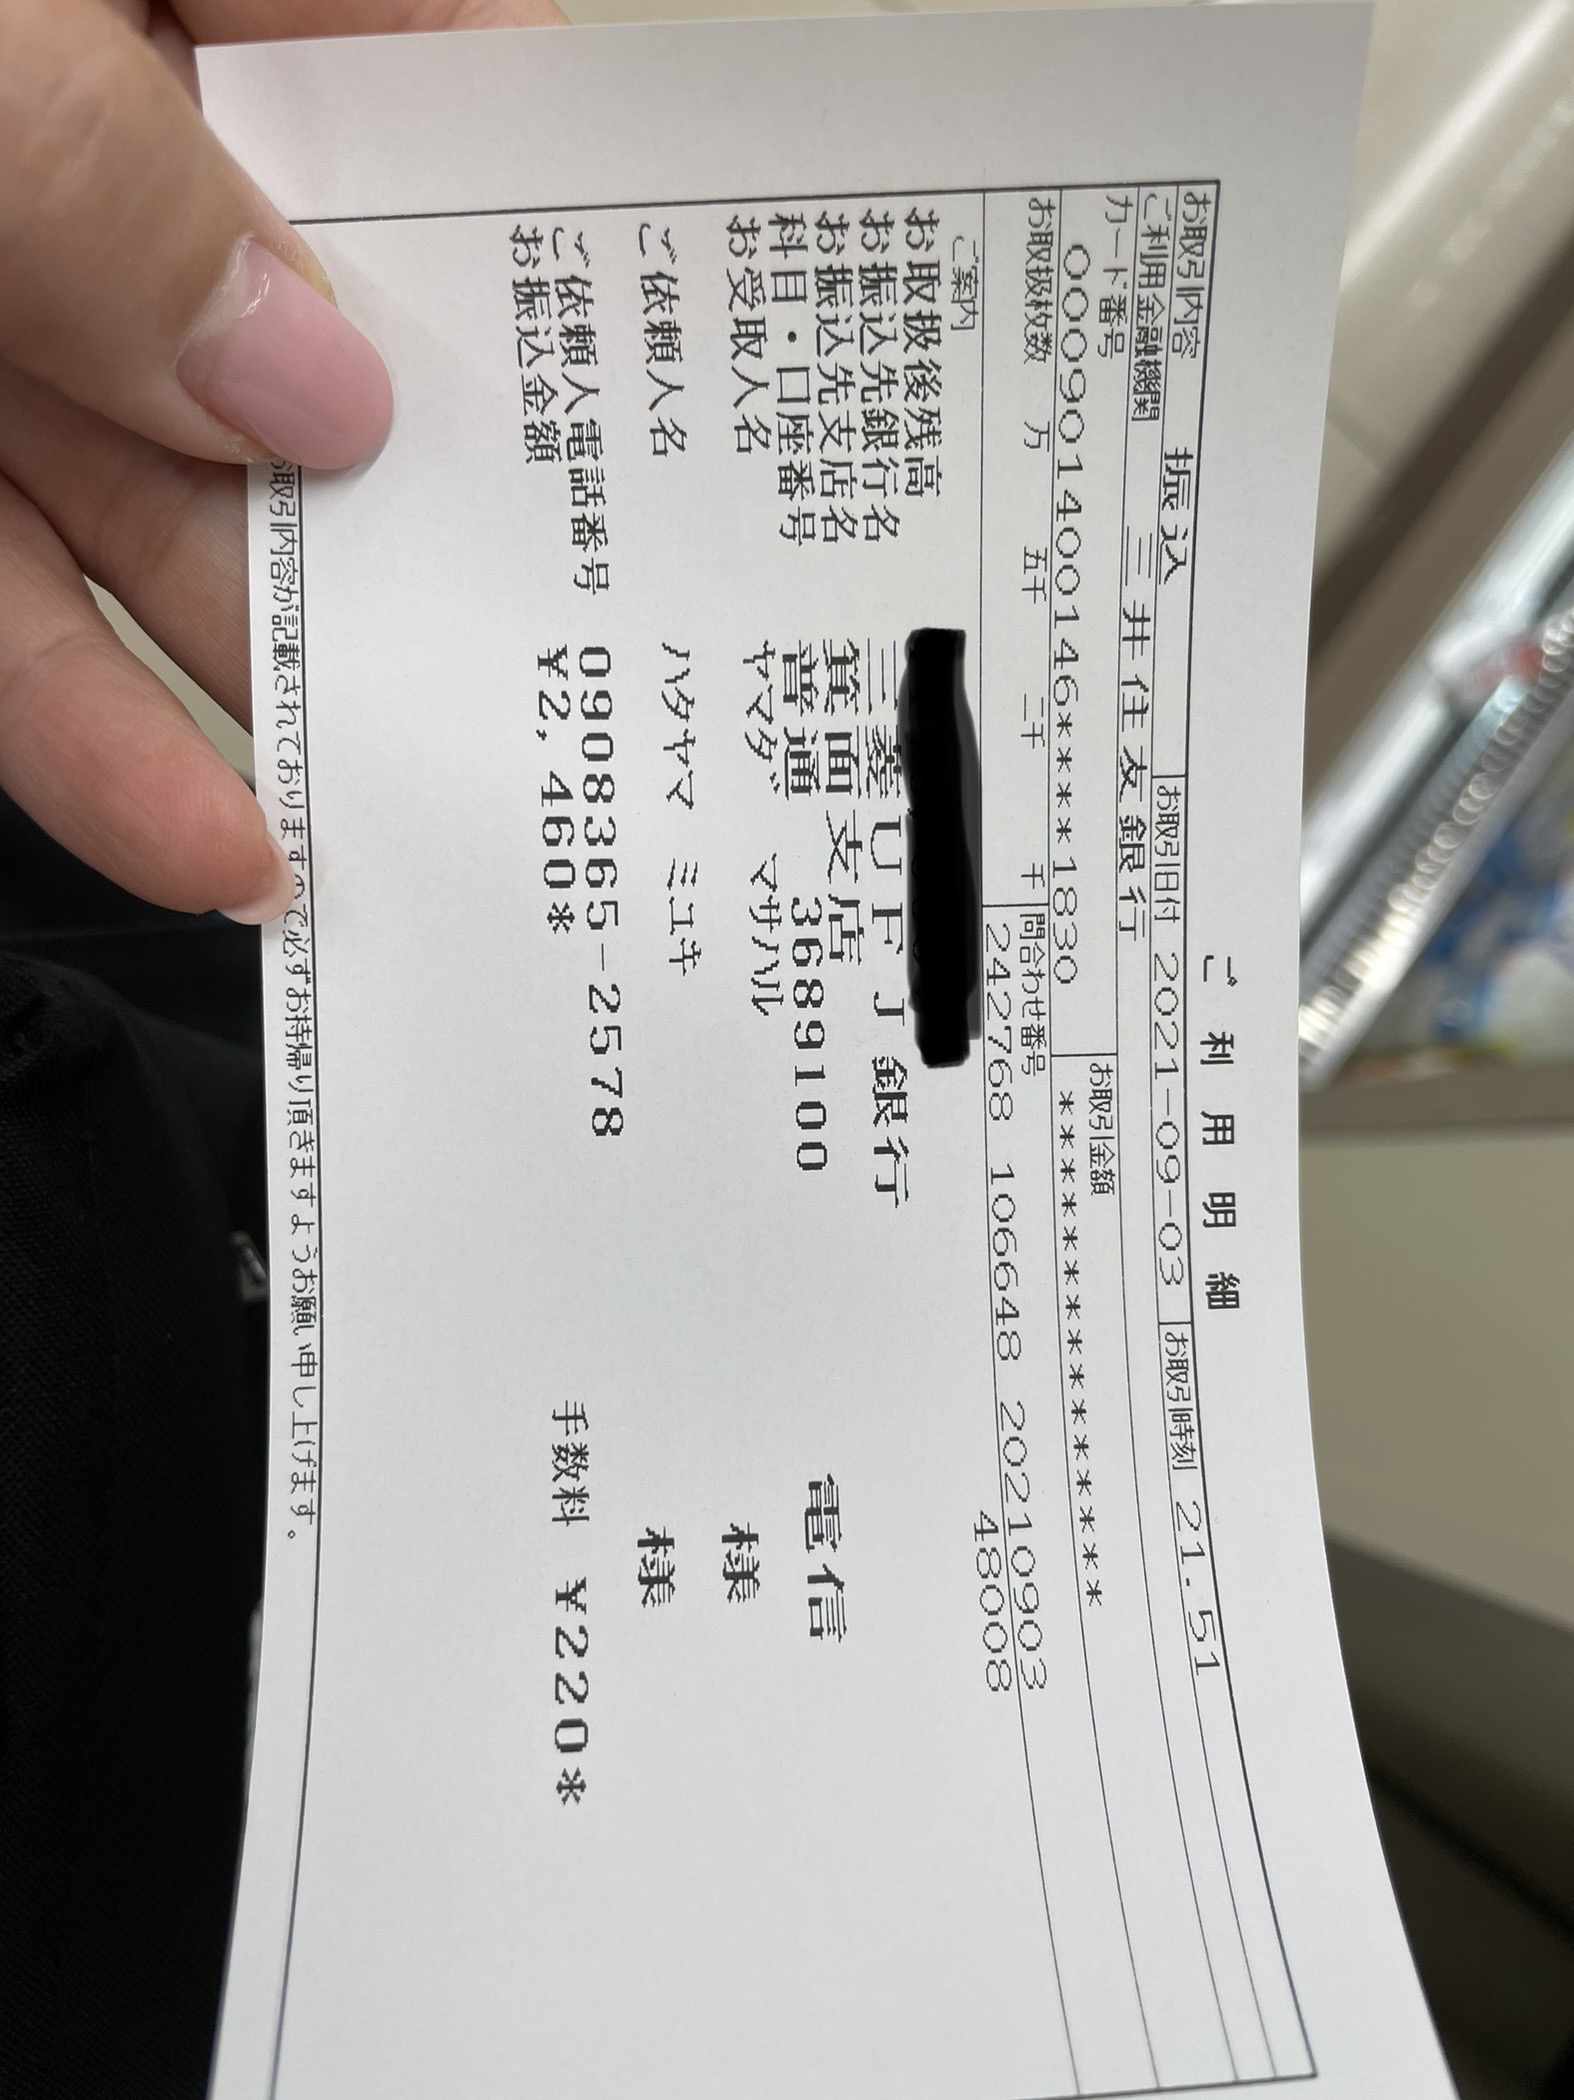 ご利用明細
お取引内容 振込 お取引日付 2021-09-03 お取引時刻 21.51
ご利用金融機関 三井住友銀行
カード番号 お取引金額
00090140014​6****1830 ****************
お取扱枚数 万 五千 二千 千 問合わせ番号
242768 106648 20210903
ご案内 48008
お取扱後残高
お振込先銀行名 三菱UFJ銀行
お振込先支店名 箕面支店
科目・口座番号 普通 3689100 電信
お受取人名 ヤマダ マサハル 様
ご依頼人名 ハタヤマ ミユキ 様
ご依頼人電話番号 0908365-2578
お振込金額 ¥2,460* 手数料 ¥220*
お取引内容が記載されておりますので必ずお持帰り頂きますようお願い申し上げます。